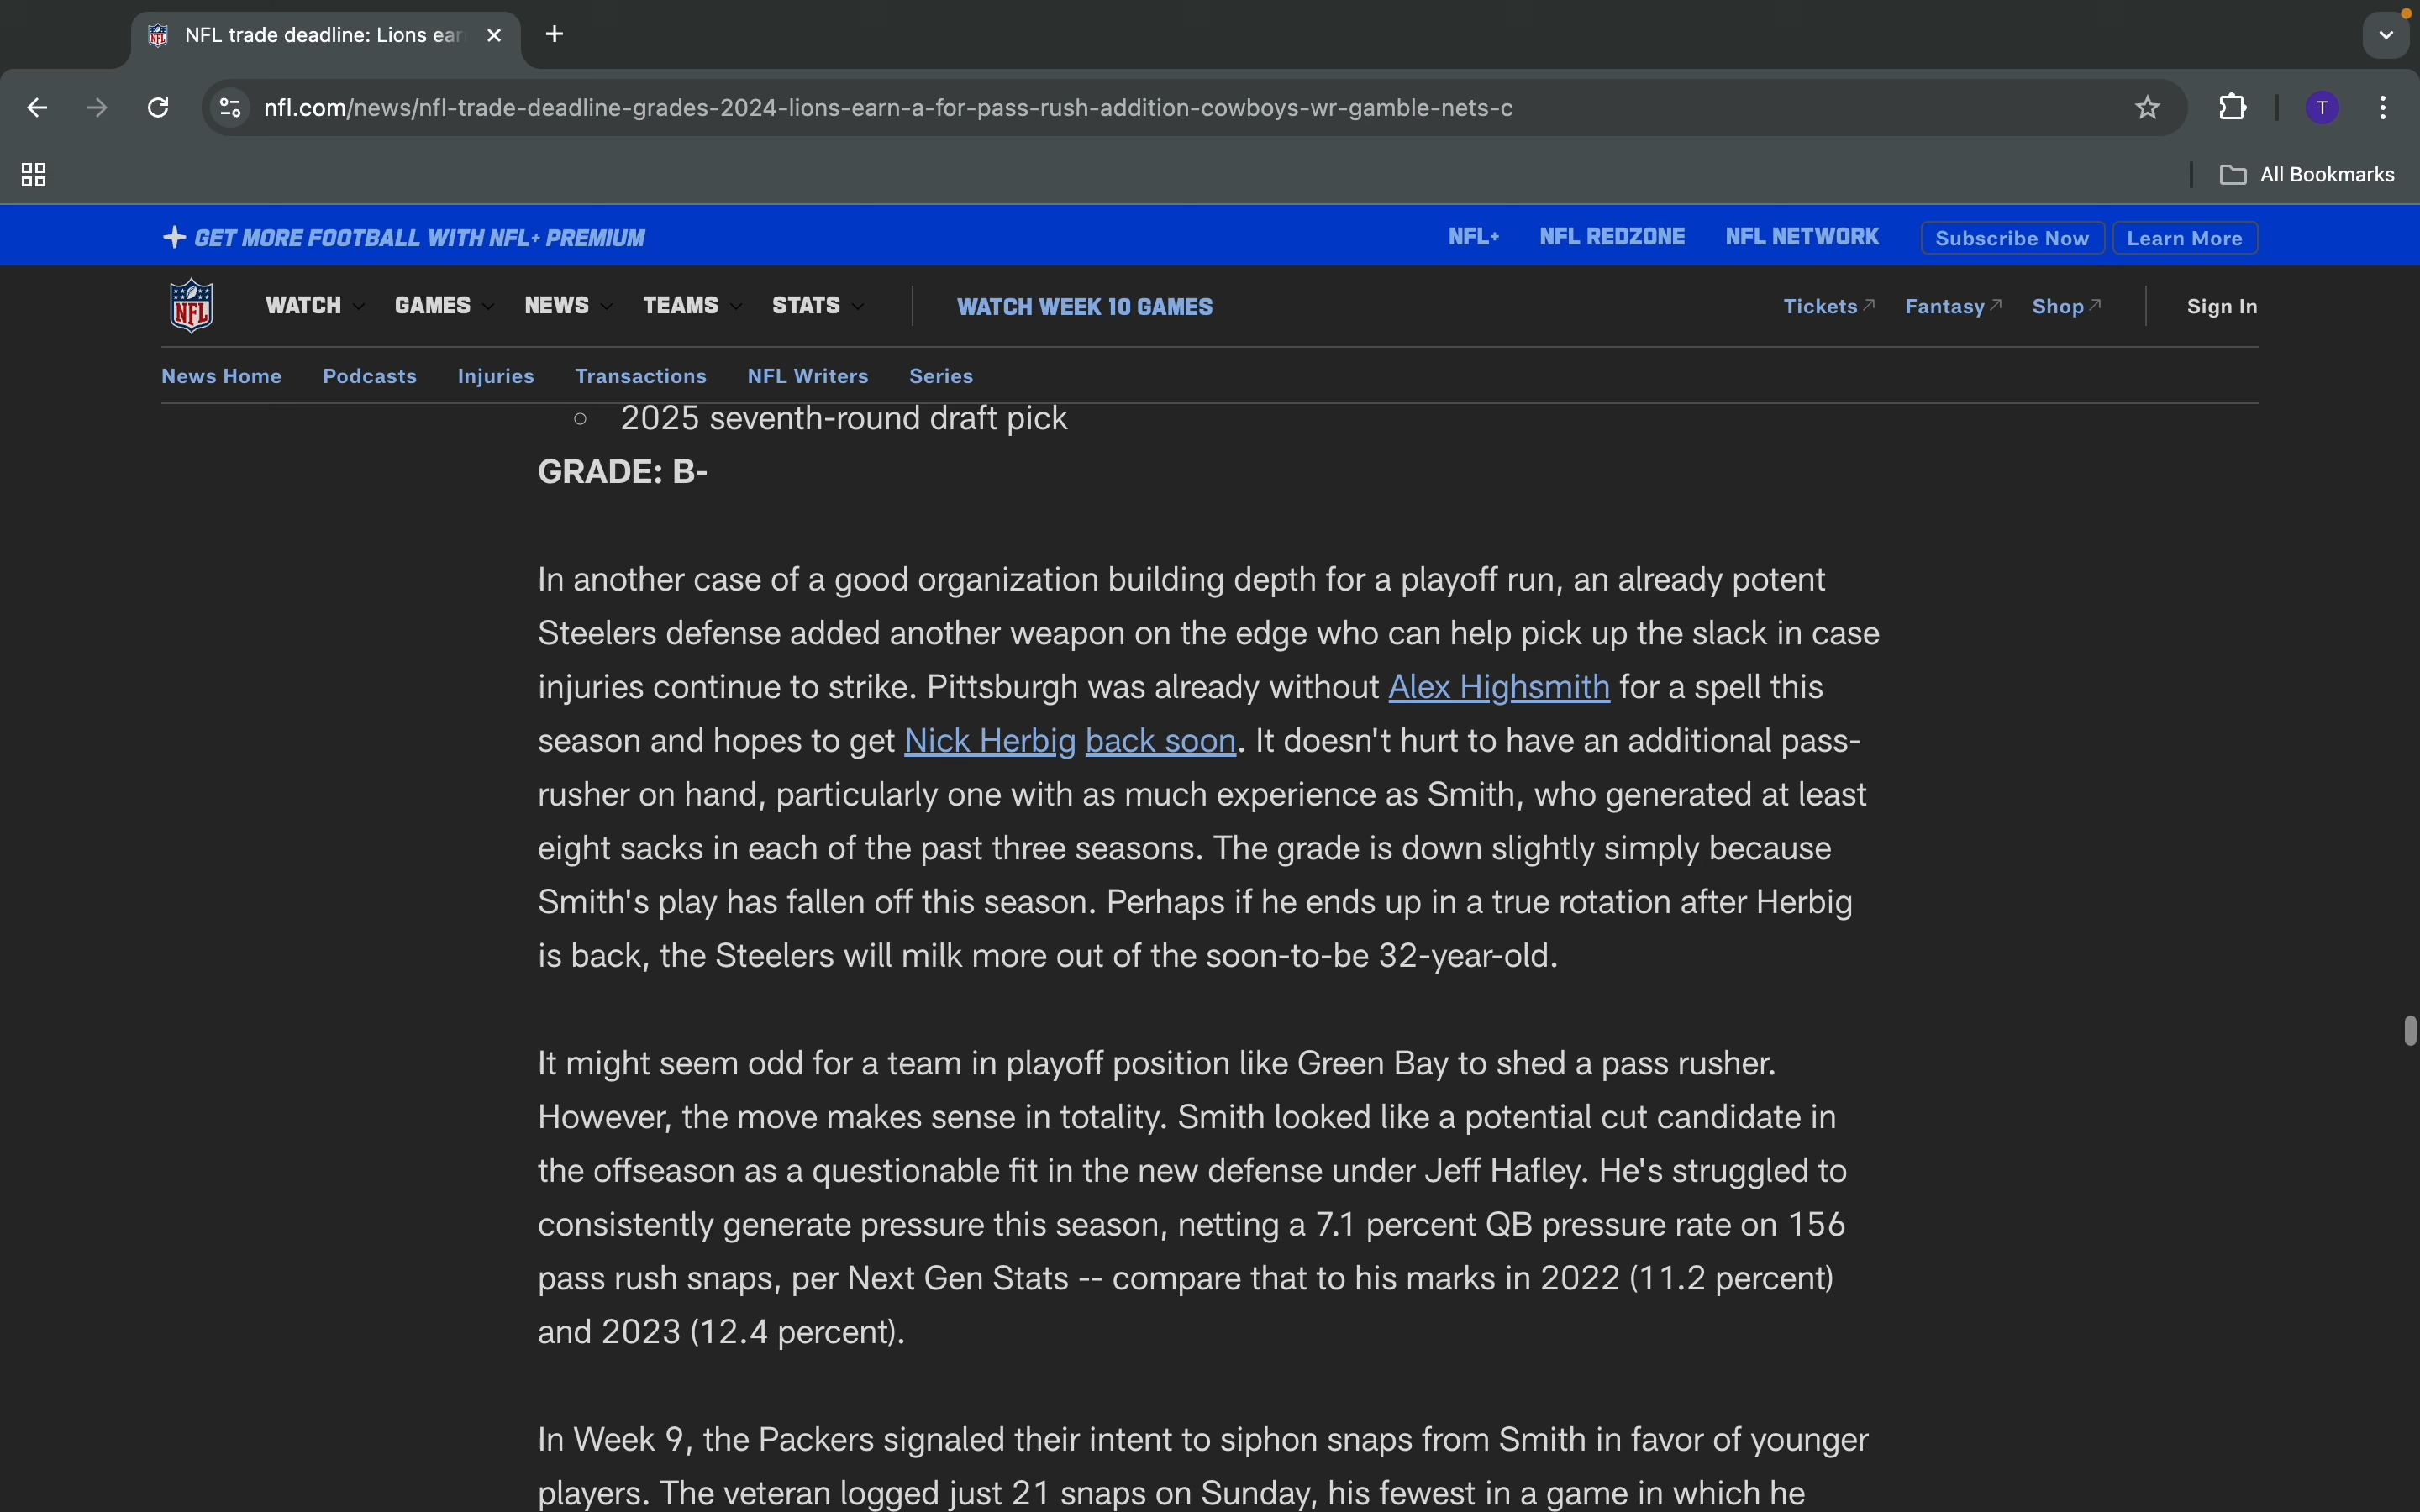 NFL trade deadline: Lions ear
nfl.com/news/nfl-trade-deadline-grades-2024-lions-earn-a-for-pass-rush-addition-cowboys-wr-gamble-nets-c
T
All Bookmarks
GET MORE FOOTBALL WITH NFL+ PREMIUM
NFL+ NFL REDZONE NFL NETWORK Subscribe Now Learn More
NFL WATCH GAMES NEWS TEAMS STATS WATCH WEEK 10 GAMES Tickets Fantasy Shop Sign In
News Home Podcasts Injuries Transactions NFL Writers Series
2025 seventh-round draft pick
GRADE: B-
In another case of a good organization building depth for a playoff run, an already potent
Steelers defense added another weapon on the edge who can help pick up the slack in case
injuries continue to strike. Pittsburgh was already without Alex Highsmith for a spell this
season and hopes to get Nick Herbig back soon. It doesn't hurt to have an additional pass-
rusher on hand, particularly one with as much experience as Smith, who generated at least
eight sacks in each of the past three seasons. The grade is down slightly simply because
Smith's play has fallen off this season. Perhaps if he ends up in a true rotation after Herbig
is back, the Steelers will milk more out of the soon-to-be 32-year-old.
It might seem odd for a team in playoff position like Green Bay to shed a pass rusher.
However, the move makes sense in totality. Smith looked like a potential cut candidate in
the offseason as a questionable fit in the new defense under Jeff Hafley. He's struggled to
consistently generate pressure this season, netting a 7.1 percent QB pressure rate on 156
pass rush snaps, per Next Gen Stats -- compare that to his marks in 2022 (11.2 percent)
and 2023 (12.4 percent).
In Week 9, the Packers signaled their intent to siphon snaps from Smith in favor of younger
players. The veteran logged just 21 snaps on Sunday, his fewest in a game in which he